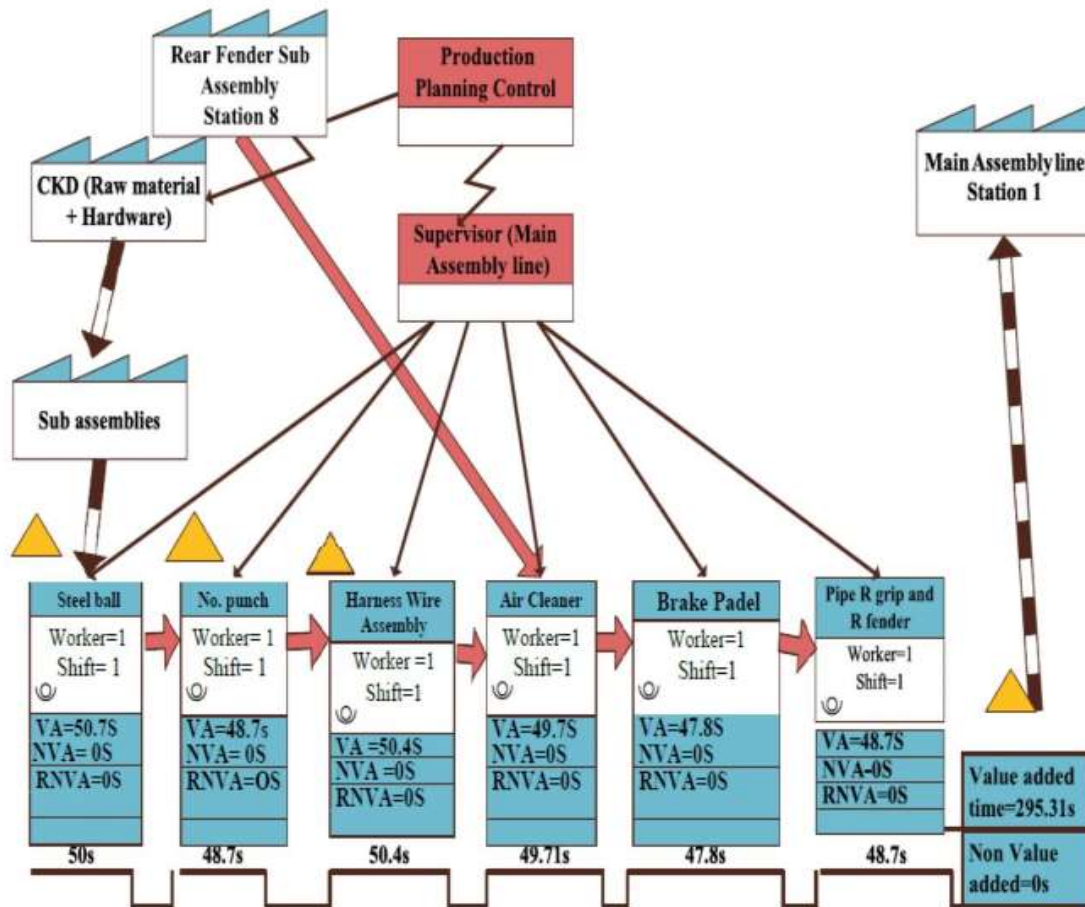 Rear Fender Sub
Assembly
Station 8
Production
Planning Control
CKD (Raw material
+ Hardware)
Main Assembly line
Station 1
Supervisor (Main
Assembly line)
Sub assemblies
Steel ball
Worker=1
Shift= 1
VA=50.7S
NVA= 0S
RNVA=0S
50s
No. punch
Worker= 1
Shift= 1
VA=48.7s
NVA= 0S
RNVA=OS
48.7s
Harness Wire
Assembly
Worker =1
Shift=1
VA =50.4S
NVA =0S
RNVA=0S
50.4s
Air Cleaner
Worker=1
Shift=1
VA=49.7S
NVA=0S
RNVA=0S
49.71s
Brake Padel
Worker=1
Shift=1
VA=47.8S
NVA=0S
RNVA=0S
47.8s
Pipe R grip and
R fender
Worker=1
Shift=1
VA=48.7S
NVA-0S
RNVA=0S
48.7s
Value added
time=295.31s
Non Value
added=0s